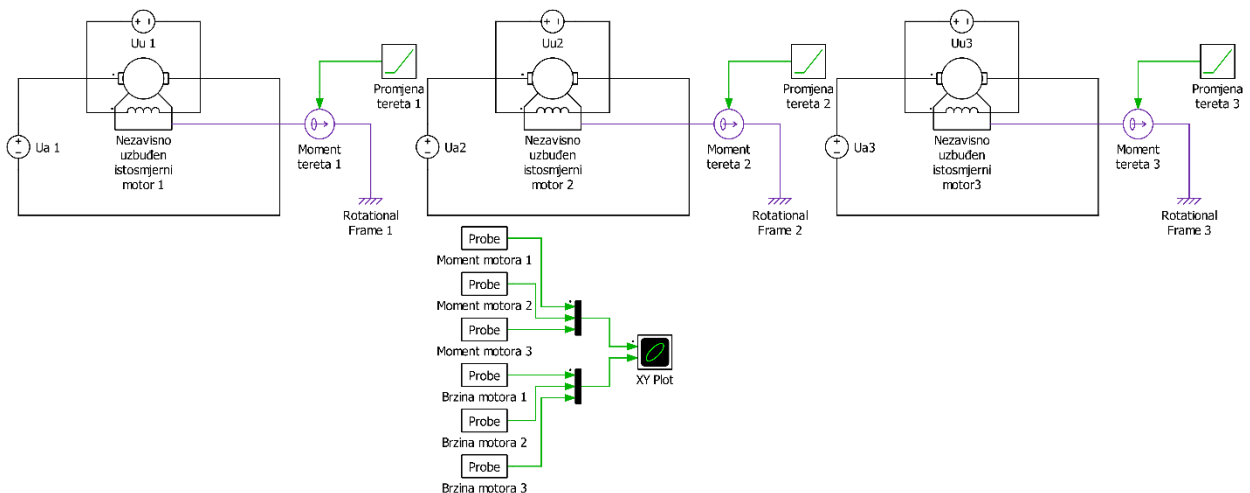 Uu 1
Promjena
tereta 1
Ua 1
Nezavisno
uzbuđen
istosmjerni
motor 1
Moment
tereta 1
Rotational
Frame 1
Uu2
Promjena
tereta 2
Ua2
Nezavisno
uzbuđen
istosmjerni
motor 2
Moment
tereta 2
Rotational
Frame 2
Uu3
Promjena
tereta 3
Ua3
Nezavisno
uzbuđen
istosmjerni
motor3
Moment
tereta 3
Rotational
Frame 3
Probe
Moment motora 1
Probe
Moment motora 2
Probe
Moment motora 3
Probe
Brzina motora 1
Probe
Brzina motora 2
Probe
Brzina motora 3
XY Plot